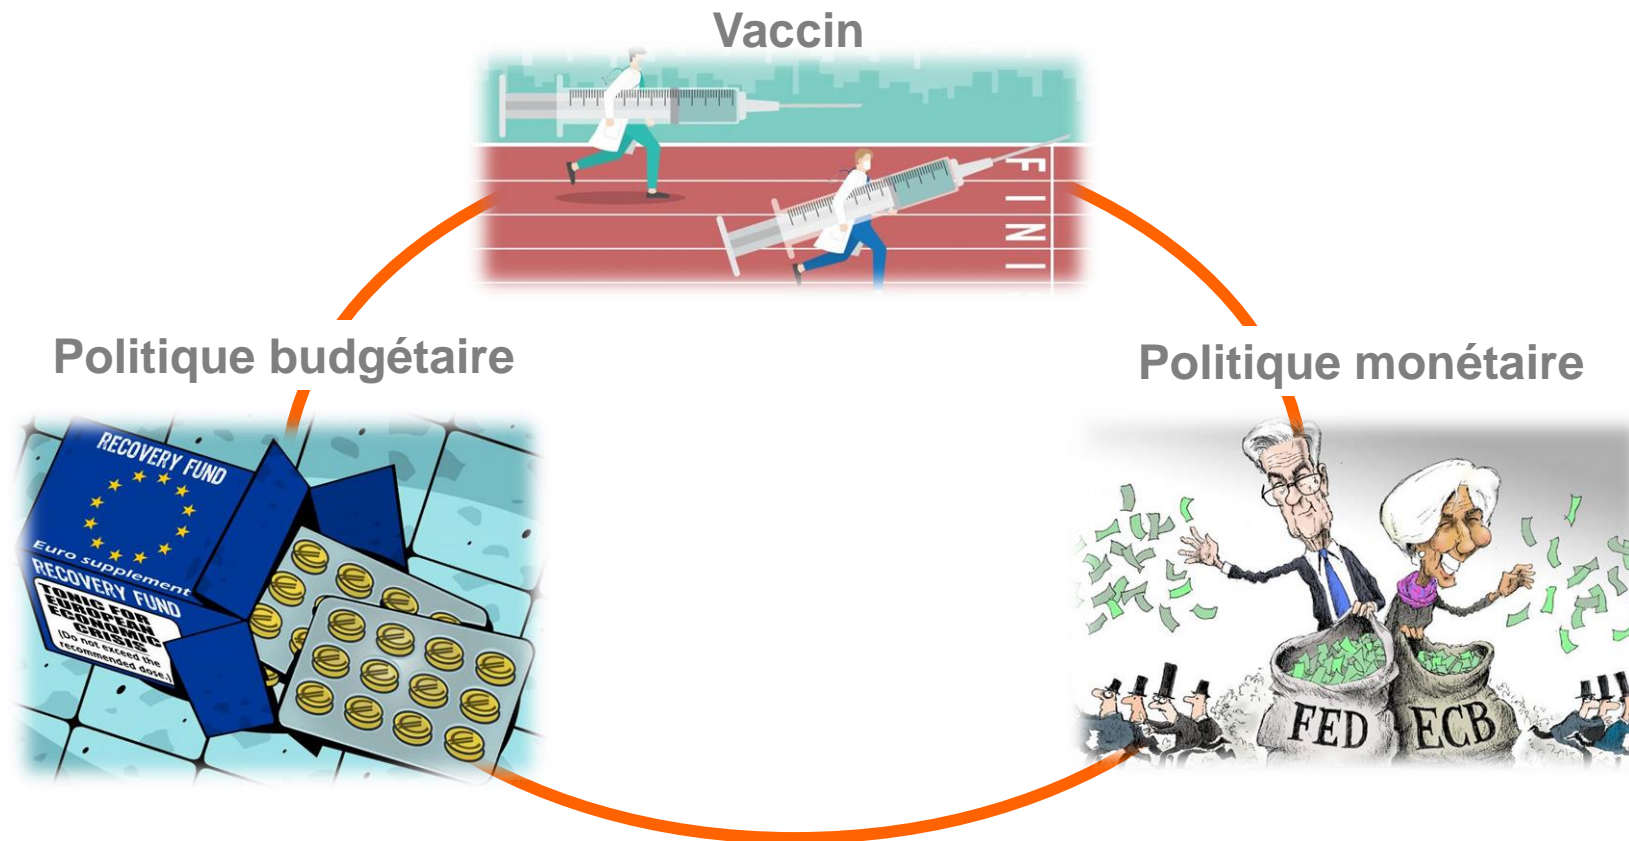 Vaccin
FINI
Politique budgétaire
Politique monétaire
RECOVERY FUND
Euro supplement
RECOVERY FUND
TONIC FOR
EUROPEAN
ECONOMIC
CRISIS
(Do not exceed the
recommended dose.)
FED
ECB